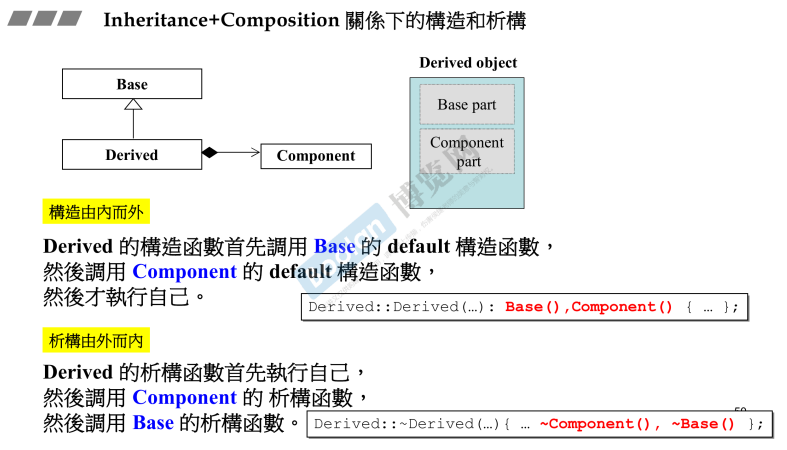 Inheritance+Composition 關係下的構造和析構
Derived object
Base
Base part
Component
part
Derived
Component
博览网
Boolan
構造由內而外
Derived 的構造函數首先調用 Base 的 default 構造函數，
然後調用 Component 的 default 構造函數，
然後才執行自己。
Derived::Derived(…): Base(),Component() { … };
析構由外而內
Derived 的析構函數首先執行自己，
然後調用 Component 的 析構函數，
然後調用 Base 的析構函數。
Derived::~Derived(…){ … ~Component(), ~Base() };